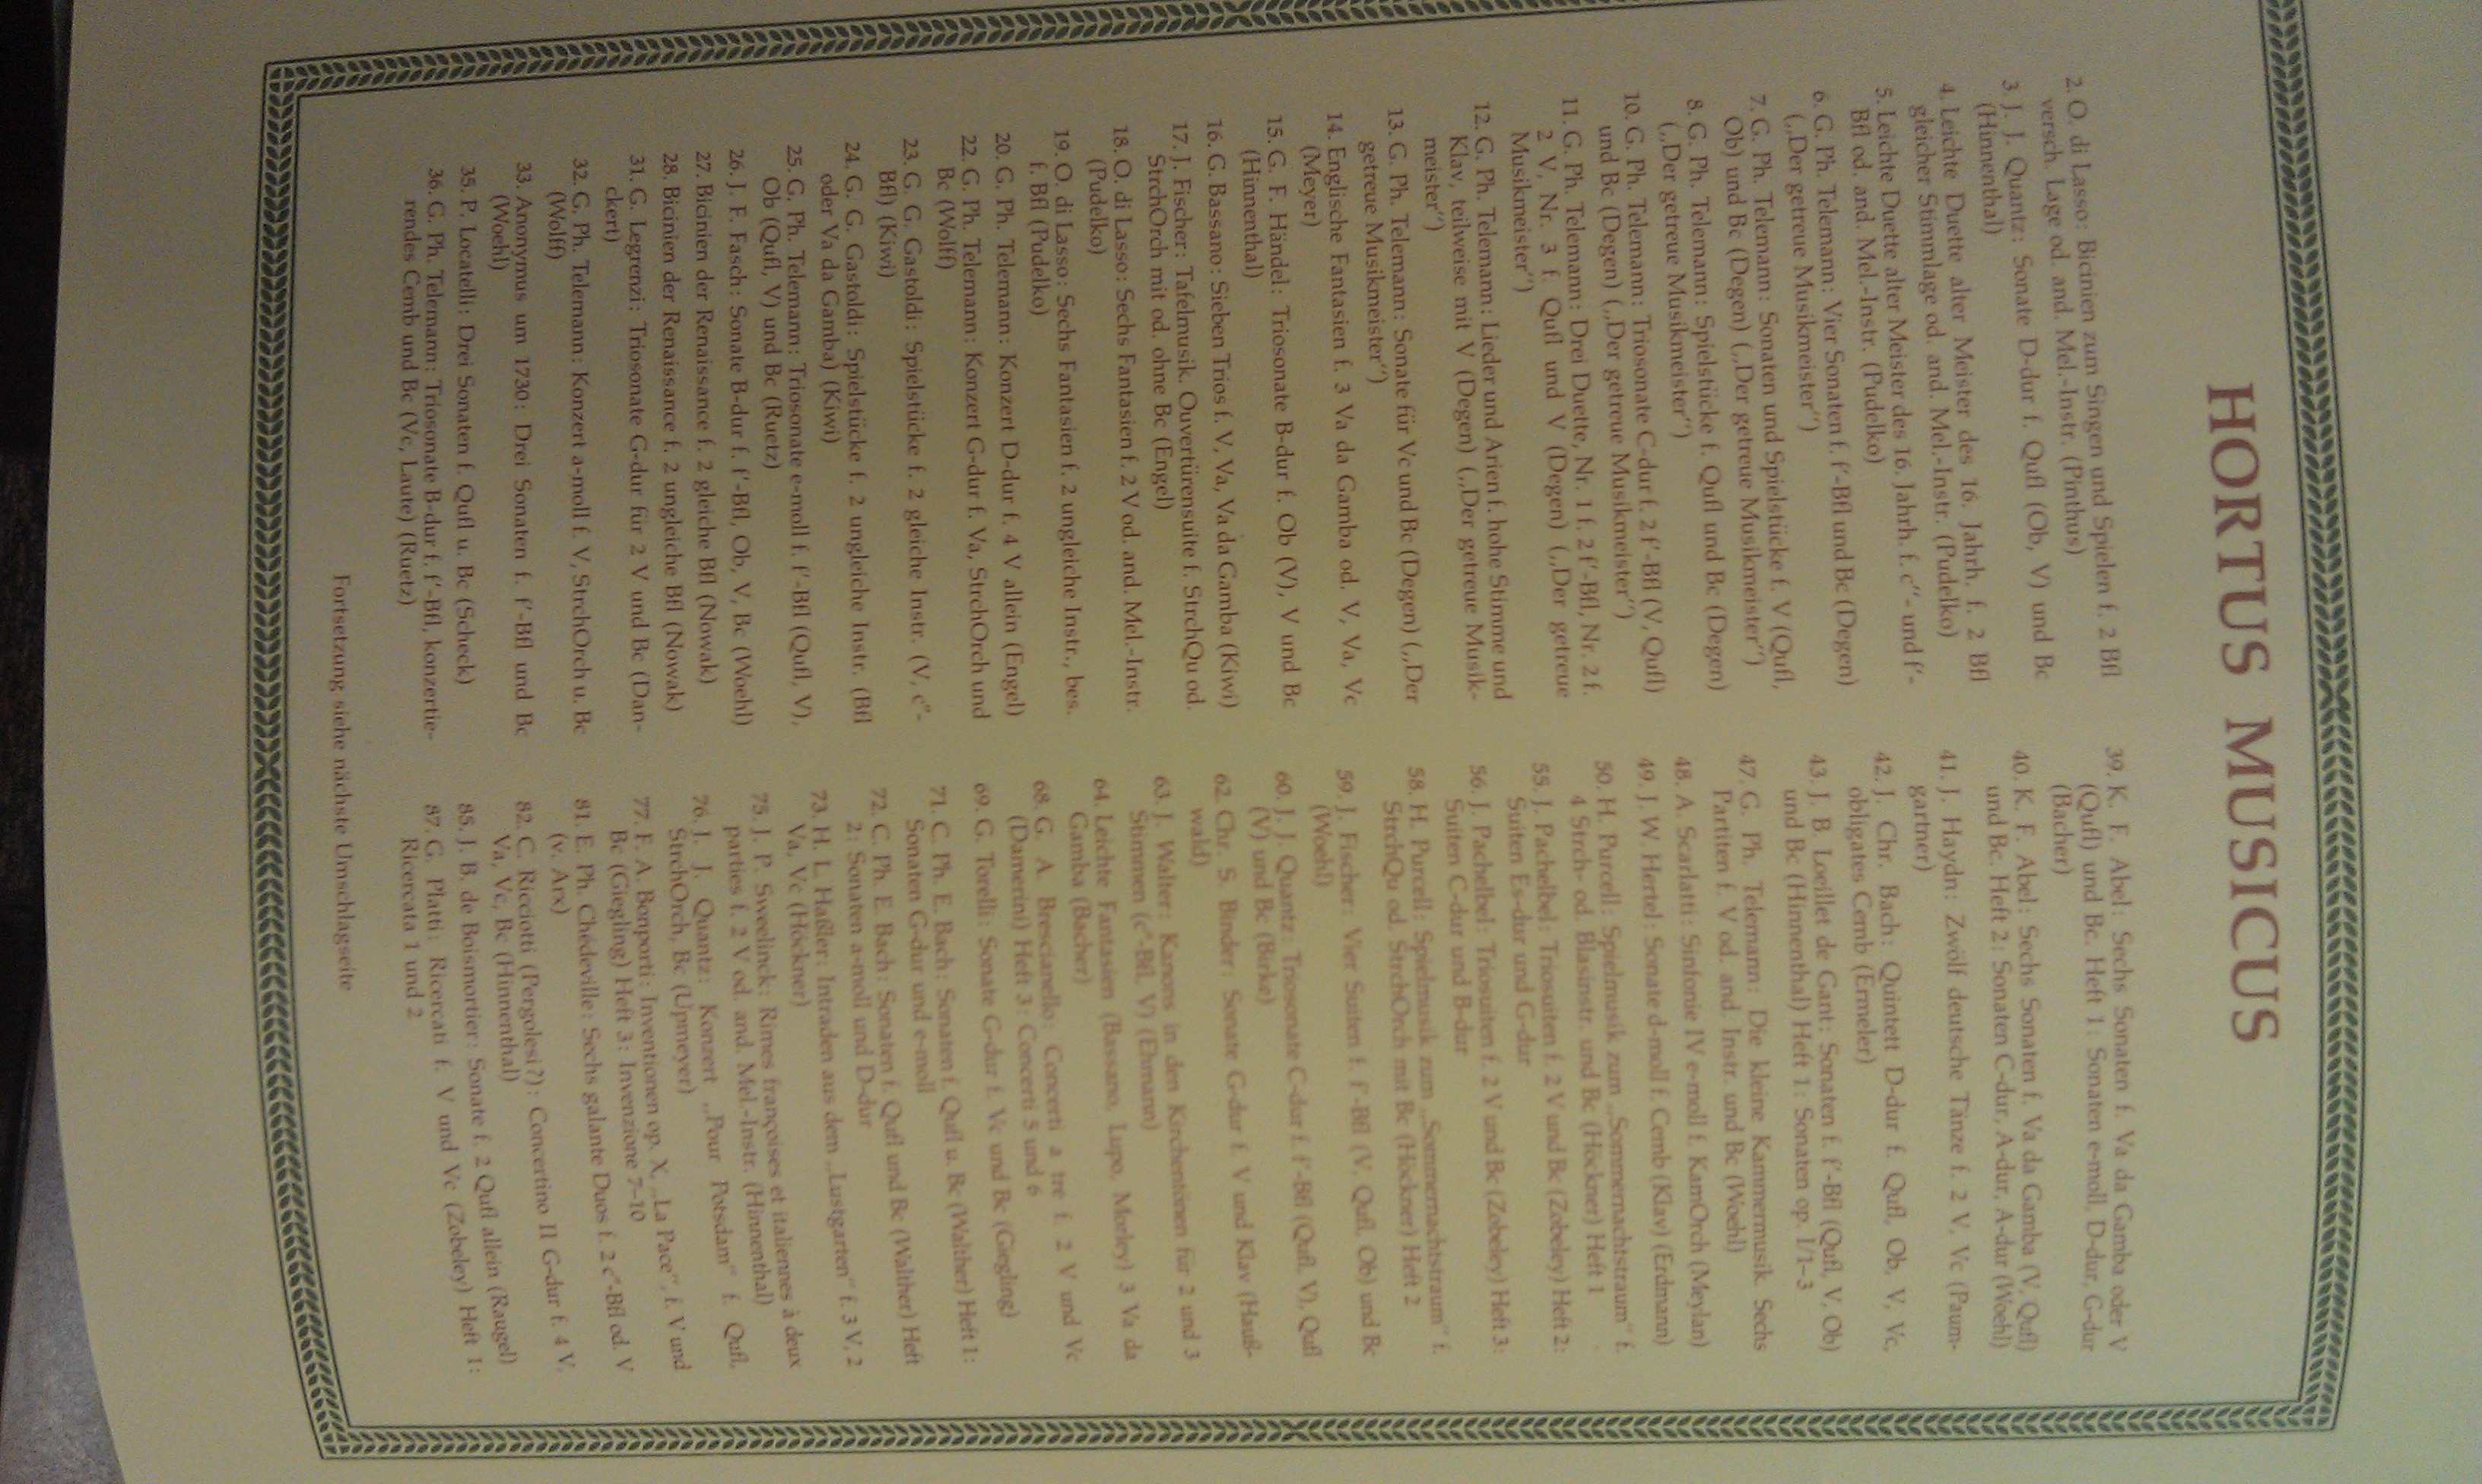 HORTUS MUSICUS
2. O. di Lasso: Bicinien zum Singen und Spielen f. 2 Bfl
versch. Lage od. and. Mel.-Instr. (Pinthus)
3. J. J. Quantz: Sonate D-dur f. Qufl (Ob, V) und Bc
(Hinnenthal)
4. Leichte Duette alter Meister des 16. Jahrh. f. 2 Bfl
gleicher Stimmlage od. and. Mel.-Instr. (Pudelko)
5. Leichte Duette alter Meister des 16. Jahrh. f. c''- und f'-
Bfl od. and. Mel.-Instr. (Pudelko)
6. G. Ph. Telemann: Vier Sonaten f. f'-Bfl und Bc (Degen)
(„Der getreue Musikmeister“)
7. G. Ph. Telemann: Sonaten und Spielstücke f. V (Qufl,
Ob) und Bc (Degen) („Der getreue Musikmeister“)
8. G. Ph. Telemann: Spielstücke f. Qufl und Bc (Degen)
(„Der getreue Musikmeister“)
10. G. Ph. Telemann: Triosonate C-dur f. 2 f'-Bfl (V, Qufl)
und Bc (Degen) („Der getreue Musikmeister“)
11. G. Ph. Telemann: Drei Duette, Nr. 1 f. 2 f'-Bfl, Nr. 2 f.
2 V, Nr. 3 f. Qufl und V (Degen) („Der getreue
Musikmeister“)
12. G. Ph. Telemann: Lieder und Arien f. hohe Stimme und
Klav, teilweise mit V (Degen) („Der getreue Musik-
meister“)
13. G. Ph. Telemann: Sonate für Vc und Bc (Degen) („Der
getreue Musikmeister“)
14. Englische Fantasien f. 3 Va da Gamba od. V, Va, Vc
(Meyer)
15. G. F. Händel: Triosonate B-dur f. Ob (V), V und Bc
(Hinnenthal)
16. G. Bassano: Sieben Trios f. V, Va, Va da Gamba (Kiwi)
17. J. Fischer: Tafelmusik. Ouvertürensuite f. StrchQu od.
StrchOrch mit od. ohne Bc (Engel)
18. O. di Lasso: Sechs Fantasien f. 2 V od. and. Mel.-Instr.
(Pudelko)
19. O. di Lasso: Sechs Fantasien f. 2 ungleiche Instr., bes.
f. Bfl (Pudelko)
20. G. Ph. Telemann: Konzert D-dur f. 4 V allein (Engel)
22. G. Ph. Telemann: Konzert G-dur f. Va, StrchOrch und
Bc (Wolff)
23. G. G. Gastoldi: Spielstücke f. 2 gleiche Instr. (V, c''-
Bfl) (Kiwi)
24. G. G. Gastoldi: Spielstücke f. 2 ungleiche Instr. (Bfl
oder Va da Gamba) (Kiwi)
25. G. Ph. Telemann: Triosonate e-moll f. f'-Bfl (Qufl, V),
Ob (Qufl, V) und Bc (Ruetz)
26. J. F. Fasch: Sonate B-dur f. f'-Bfl, Ob, V, Bc (Woehl)
27. Bicinien der Renaissance f. 2 gleiche Bfl (Nowak)
28. Bicinien der Renaissance f. 2 ungleiche Bfl (Nowak)
31. G. Legrenzi: Triosonate G-dur für 2 V und Bc (Dan-
ckert)
32. G. Ph. Telemann: Konzert a-moll f. V, StrchOrch u. Bc
(Wolff)
33. Anonymus um 1730: Drei Sonaten f. f'-Bfl und Bc
(Woehl)
35. P. Locatelli: Drei Sonaten f. Qufl u. Bc (Scheck)
36. G. Ph. Telemann: Triosonate B-dur f. f'-Bfl, konzertie-
rendes Cemb und Bc (Vc, Laute) (Ruetz)
39. K. F. Abel: Sechs Sonaten f. Va da Gamba oder V
(Qufl) und Bc. Heft 1: Sonaten e-moll, D-dur, G-dur
(Bacher)
40. K. F. Abel: Sechs Sonaten f. Va da Gamba (V, Qufl)
und Bc. Heft 2: Sonaten C-dur, A-dur, A-dur (Woehl)
41. J. Haydn: Zwölf deutsche Tänze f. 2 V, Vc (Paum-
gartner)
42. J. Chr. Bach: Quintett D-dur f. Qufl, Ob, V, Vc,
obligates Cemb (Ermeler)
43. J. B. Loeillet de Gant: Sonaten f. f'-Bfl (Qufl, V, Ob)
und Bc (Hinnenthal) Heft 1: Sonaten op. I/1–3
47. G. Ph. Telemann: Die kleine Kammermusik. Sechs
Partiten f. V od. and. Instr. und Bc (Woehl)
48. A. Scarlatti: Sinfonie IV e-moll f. KamOrch (Meylan)
49. J. W. Hertel: Sonate d-moll f. Cemb (Klav) (Erdmann)
50. H. Purcell: Spielmusik zum „Sommernachtstraum“ f.
4 Strch- od. Blasinstr. und Bc (Höckner) Heft 1
55. J. Pachelbel: Triosuiten f. 2 V und Bc (Zobeley) Heft 2:
Suiten Es-dur und G-dur
56. J. Pachelbel: Triosuiten f. 2 V und Bc (Zobeley) Heft 3:
Suiten C-dur und B-dur
58. H. Purcell: Spielmusik zum „Sommernachtstraum“ f.
StrchQu od. StrchOrch mit Bc (Höckner) Heft 2
59. J. Fischer: Vier Suiten f. f'-Bfl (V, Qufl, Ob) und Bc
(Woehl)
60. J. J. Quantz: Triosonate C-dur f. f'-Bfl (Qufl, V), Qufl
(V) und Bc (Birke)
62. Chr. S. Binder: Sonate G-dur f. V und Klav (Hauß-
wald)
63. J. Walter: Kanons in den Kirchentönen für 2 und 3
Stimmen (c''-Bfl, V) (Ehmann)
64. Leichte Fantasien (Bassano, Lupo, Morley) 3 Va da
Gamba (Bacher)
68. G. A. Brescianello: Concerti a tre f. 2 V und Vc
(Damerini) Heft 3: Concerti 5 und 6
69. G. Torelli: Sonate G-dur f. Vc und Bc (Giegling)
71. C. Ph. E. Bach: Sonaten f. Qufl u. Bc (Walther) Heft 1:
Sonaten G-dur und e-moll
72. C. Ph. E. Bach: Sonaten f. Qufl und Bc (Walther) Heft
2: Sonaten a-moll und D-dur
73. H. L. Haßler: Intraden aus dem „Lustgarten“ f. 3 V, 2
Va, Vc (Höckner)
75. J. P. Sweelinck: Rimes françoises et italiennes à deux
parties f. 2 V od. and. Mel.-Instr. (Hinnenthal)
76. J. J. Quantz: Konzert „Pour Potsdam“ f. Qufl,
StrchOrch, Bc (Upmeyer)
77. F. A. Bonporti: Inventionen op. X, „La Pace“, f. V und
Bc (Giegling) Heft 3: Invenzione 7–10
81. E. Ph. Chédeville: Sechs galante Duos f. 2 c''-Bfl od. V
(v. Arx)
82. C. Ricciotti (Pergolesi?): Concertino II G-dur f. 4 V,
Va, Vc, Bc (Hinnenthal)
85. J. B. de Boismortier: Sonate f. 2 Qufl allein (Raugel)
87. G. Platti: Ricercati f. V und Vc (Zobeley) Heft 1:
Ricercata 1 und 2
Fortsetzung siehe nächste Umschlagseite